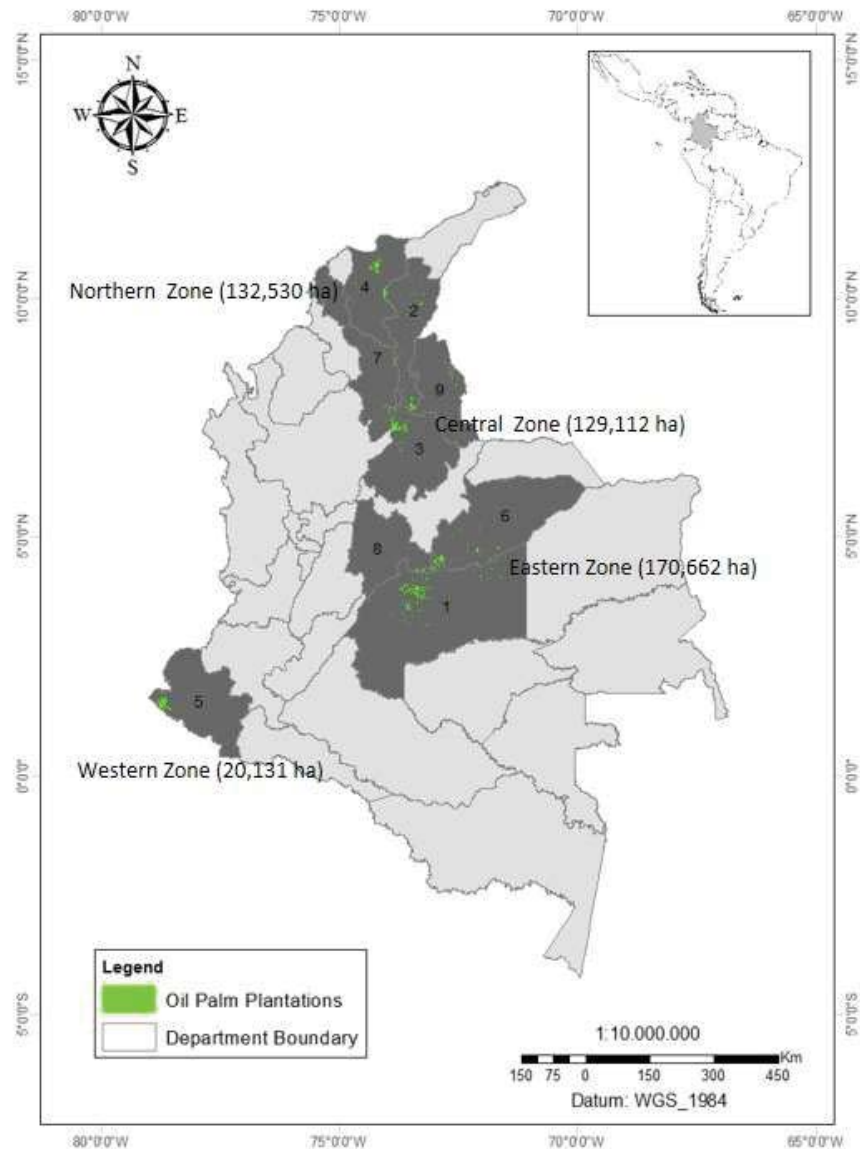 80°0'0"W 75°0'0"W 70°0'0"W 65°0'0"W
15°0'0"N 15°0'0"N
N
W E
S
10°0'0"N 10°0'0"N
Northern Zone (132,530 ha)
4
2
7
9
Central Zone (129,112 ha)
3
6
5°0'0"N 5°0'0"N
8
Eastern Zone (170,662 ha)
1
5
Western Zone (20,131 ha)
0°0'0" 0°0'0"
Legend
Oil Palm Plantations
Department Boundary
5°0'0"S 5°0'0"S
1:10.000.000
Km
150 75 0 150 300 450
Datum: WGS_1984
80°0'0"W 75°0'0"W 70°0'0"W 65°0'0"W